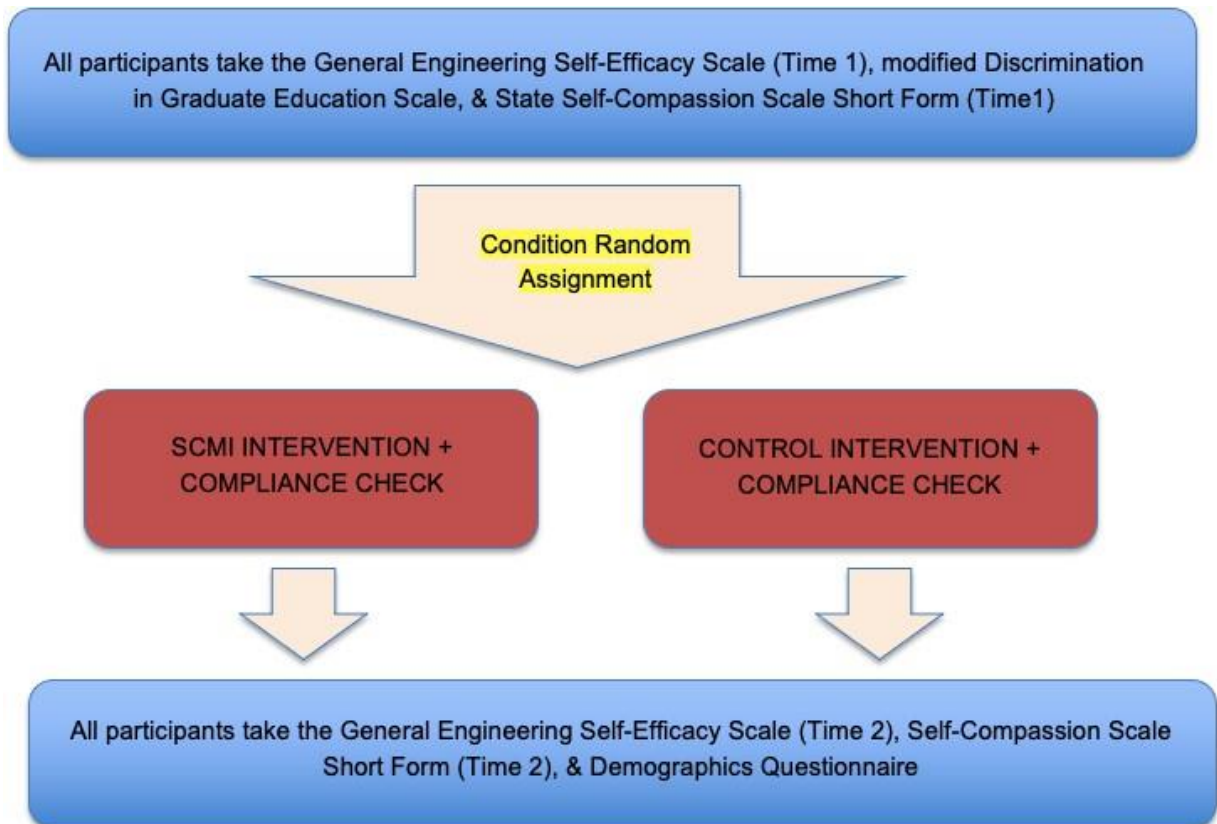 All participants take the General Engineering Self-Efficacy Scale (Time 1), modified Discrimination
in Graduate Education Scale, & State Self-Compassion Scale Short Form (Time1)
Condition Random
Assignment
SCMI INTERVENTION +
COMPLIANCE CHECK
CONTROL INTERVENTION +
COMPLIANCE CHECK
All participants take the General Engineering Self-Efficacy Scale (Time 2), Self-Compassion Scale
Short Form (Time 2), & Demographics Questionnaire